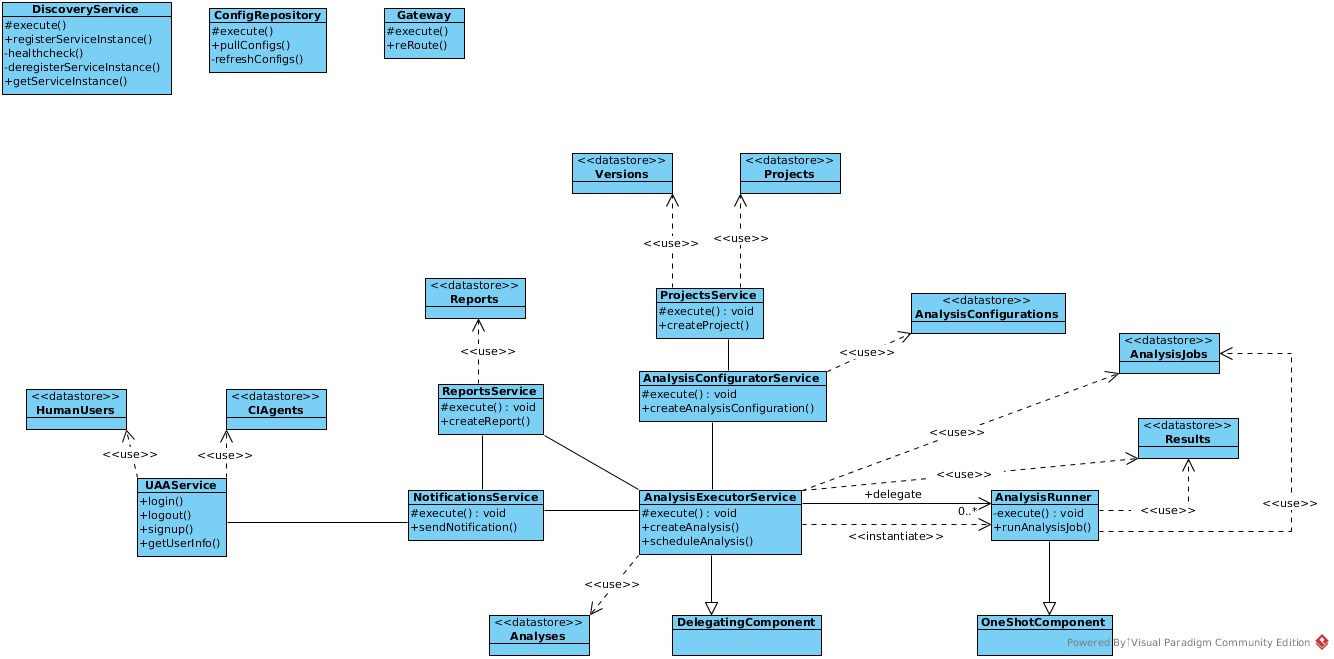 DiscoveryService
#execute()
+registerServiceInstance()
-healthcheck()
-deregisterServiceInstance()
+getServiceInstance()
ConfigRepository
#execute()
+pullConfigs()
-refreshConfigs()
Gateway
#execute()
+reRoute()
<<datastore>>
Versions
<<datastore>>
Projects
<<use>>
<<use>>
<<datastore>>
Reports
ProjectsService
#execute() : void
+createProject()
<<datastore>>
AnalysisConfigurations
<<use>>
<<use>>
<<datastore>>
AnalysisJobs
AnalysisConfiguratorService
#execute() : void
+createAnalysisConfiguration()
ReportsService
#execute() : void
+createReport()
<<datastore>>
HumanUsers
<<datastore>>
CIAgents
<<use>>
<<use>>
<<use>>
<<datastore>>
Results
<<use>>
UAAService
+login()
+logout()
+signup()
+getUserInfo()
NotificationsService
#execute() : void
+sendNotification()
AnalysisExecutorService
#execute() : void
+createAnalysis()
+scheduleAnalysis()
+delegate
0..*
<<instantiate>>
AnalysisRunner
-execute() : void
+runAnalysisJob()
<<use>>
<<use>>
<<use>>
<<datastore>>
Analyses
DelegatingComponent
OneShotComponent
Powered By Visual Paradigm Community Edition